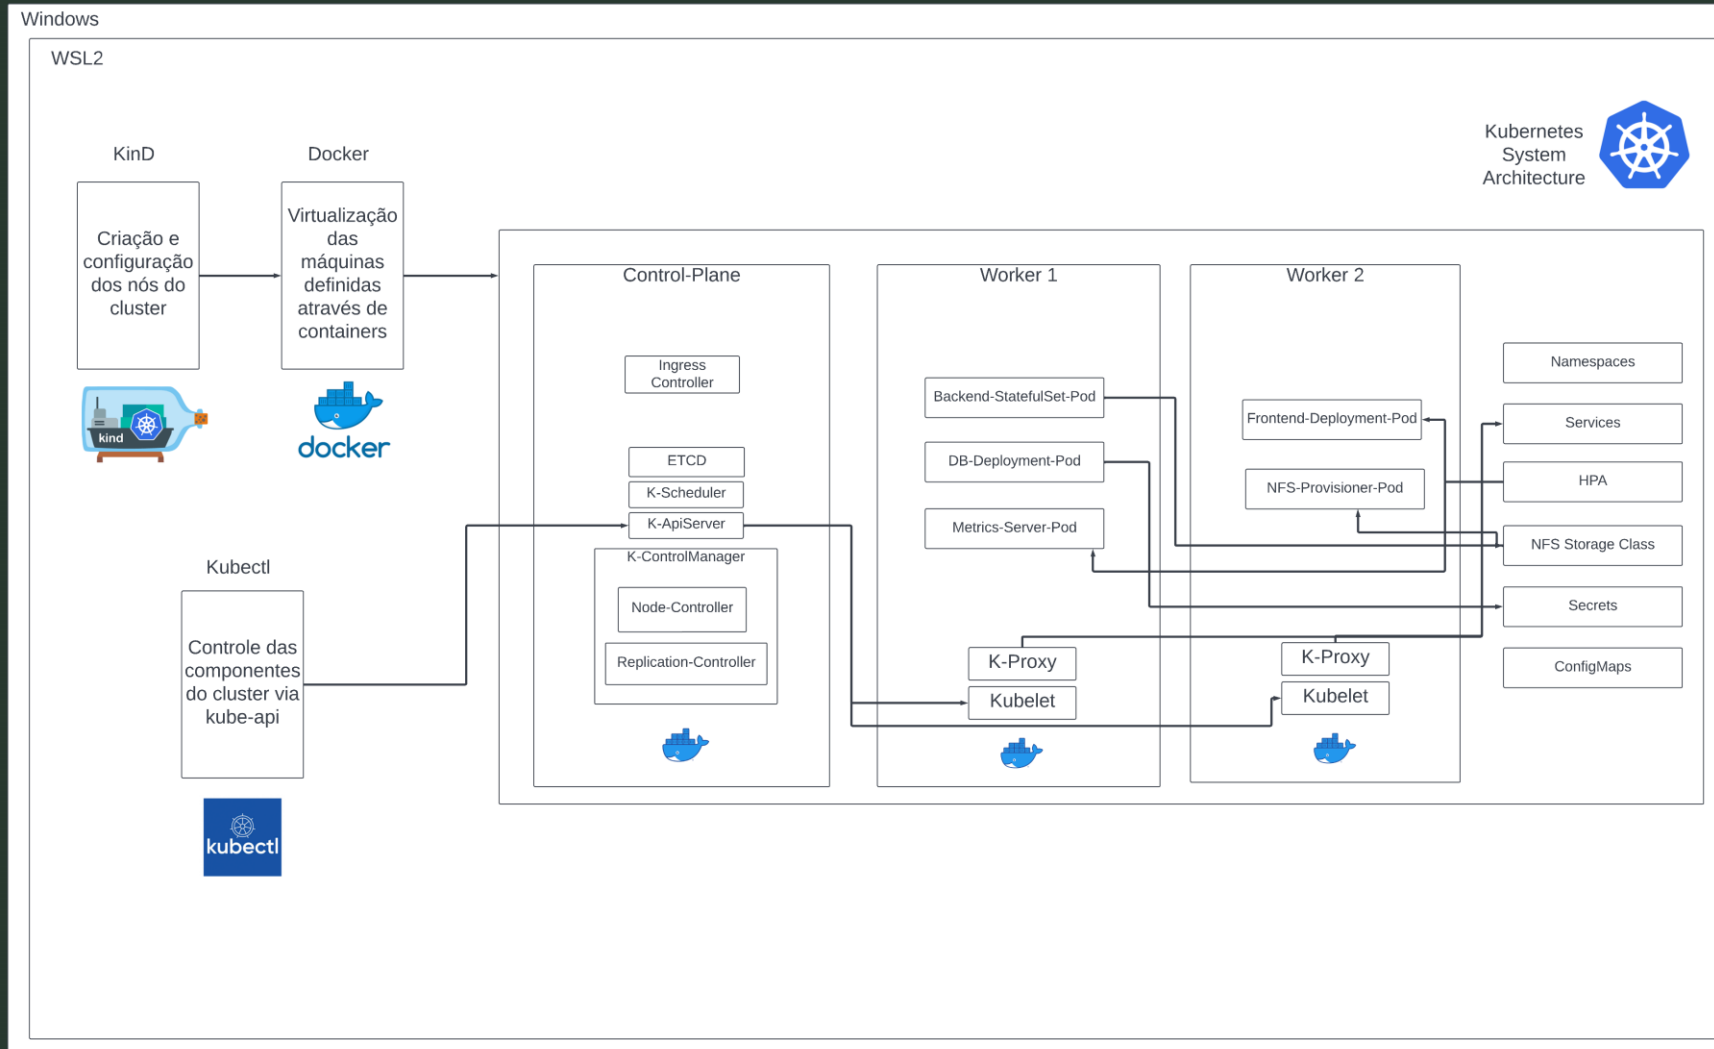 Windows
WSL2
KinD
Criação e
configuração
dos nós do
cluster
kind
Docker
Virtualização
das
máquinas
definidas
através de
containers
docker
Kubernetes
System
Architecture
Kubectl
Controle das
componentes
do cluster via
kube-api
kubectl
Control-Plane
Ingress
Controller
ETCD
K-Scheduler
K-ApiServer
K-ControlManager
Node-Controller
Replication-Controller
Worker 1
Backend-StatefulSet-Pod
DB-Deployment-Pod
Metrics-Server-Pod
K-Proxy
Kubelet
Worker 2
Frontend-Deployment-Pod
NFS-Provisioner-Pod
K-Proxy
Kubelet
Namespaces
Services
HPA
NFS Storage Class
Secrets
ConfigMaps